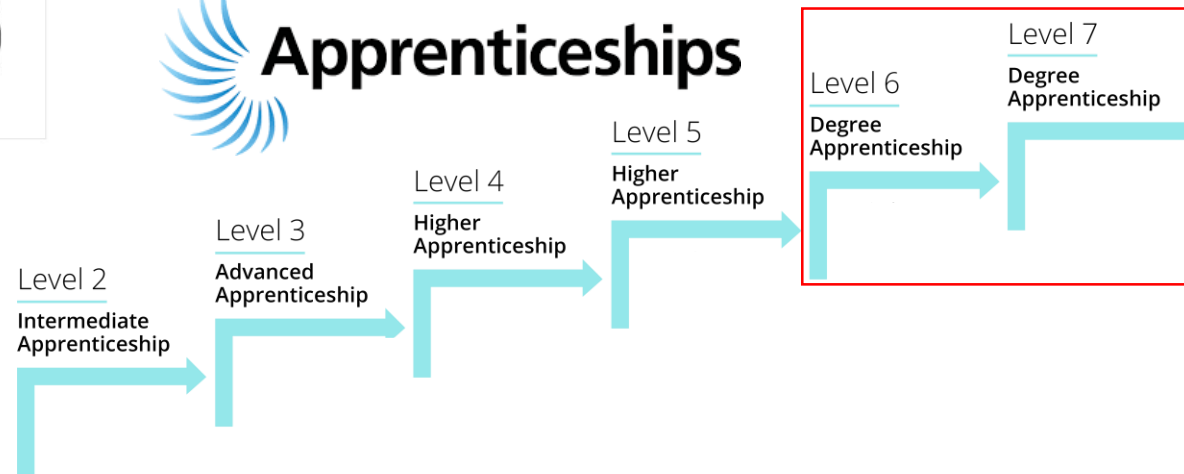 Apprenticeships
Level 2
Intermediate
Apprenticeship
Level 3
Advanced
Apprenticeship
Level 4
Higher
Apprenticeship
Level 5
Higher
Apprenticeship
Level 6
Degree
Apprenticeship
Level 7
Degree
Apprenticeship